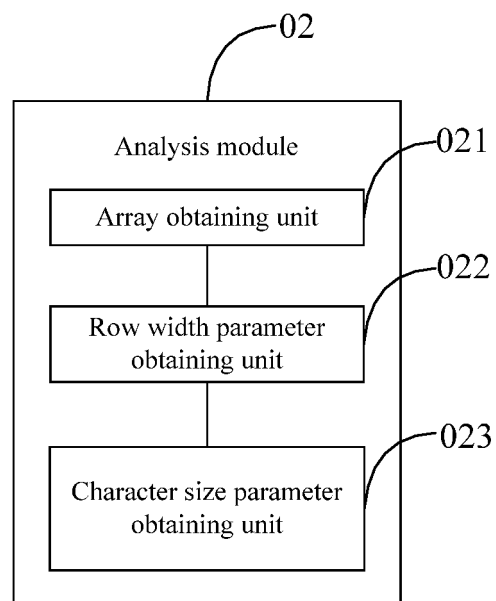 02
Analysis module
021
Array obtaining unit
022
Row width parameter
obtaining unit
023
Character size parameter
obtaining unit